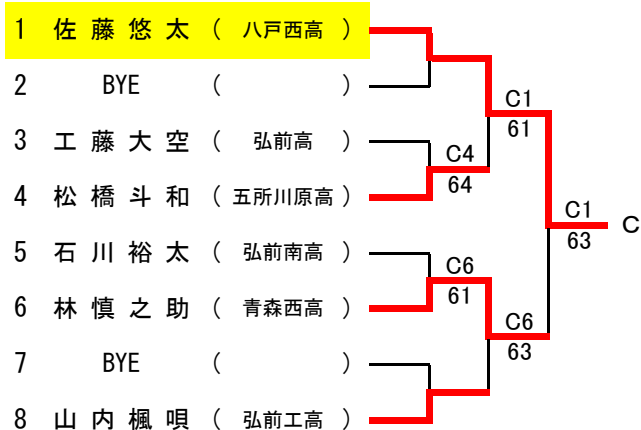 1 佐藤悠太 ( 八戸西高 )
2 BYE ( )
3 工藤大空 ( 弘前高 )
4 松橋斗和 ( 五所川原高 )
5 石川裕太 ( 弘前南高 )
6 林慎之助 ( 青森西高 )
7 BYE ( )
8 山内楓唄 ( 弘前工高 )
C4
64
C6
61
C1
61
C6
63
C1
63
C